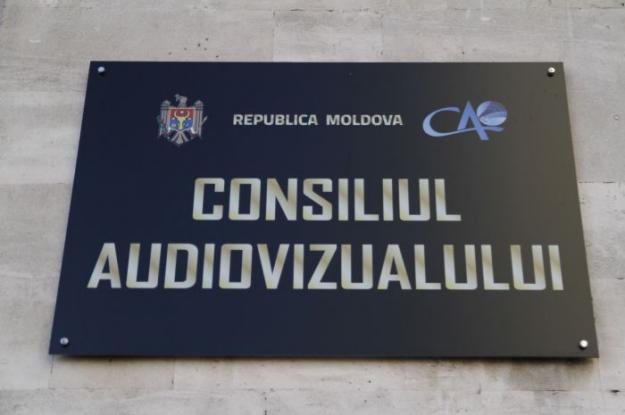 REPUBLICA MOLDOVA
CA
CONSILIUL
AUDIOVIZUALULUI